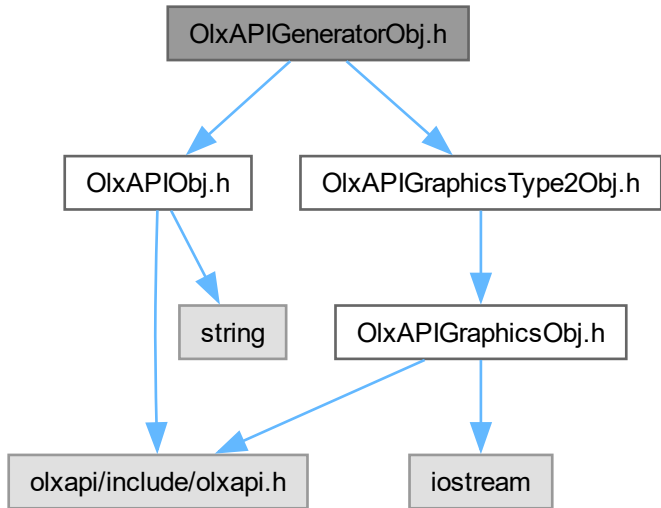 OlxAPIGeneratorObj.h
OlxAPIObj.h
OlxAPIGraphicsType2Obj.h
string
OlxAPIGraphicsObj.h
olxapi/include/olxapi.h
iostream